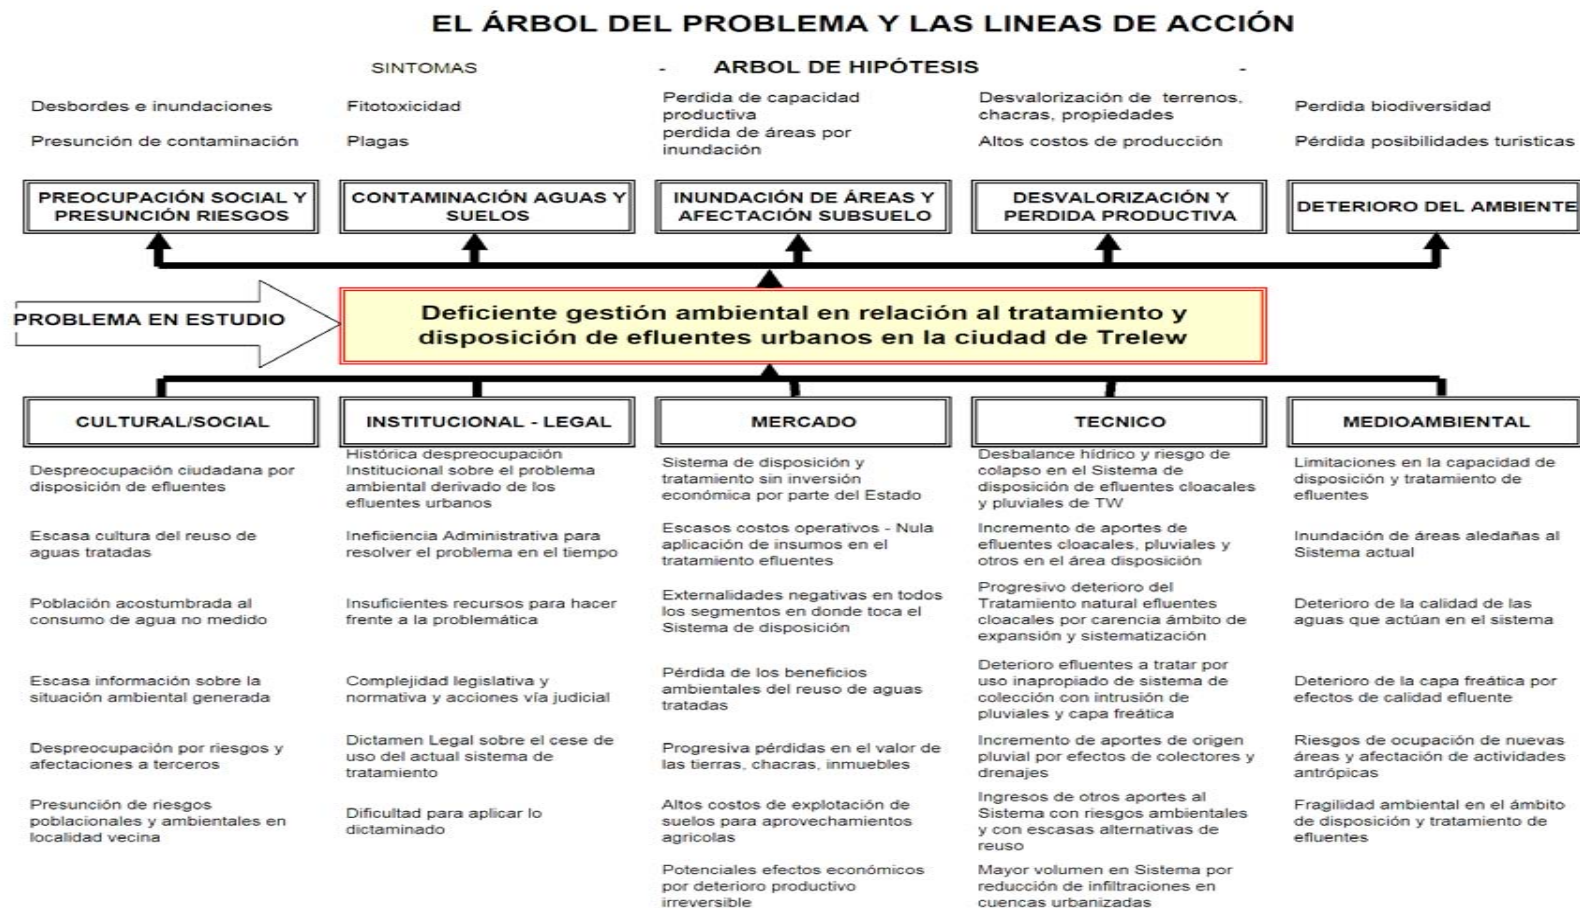 EL ÁRBOL DEL PROBLEMA Y LAS LINEAS DE ACCIÓN
SINTOMAS - ARBOL DE HIPÓTESIS -
Desbordes e inundaciones
Presunción de contaminación
Fitotoxicidad
Plagas
Perdida de capacidad
productiva
perdida de áreas por
inundación
Desvalorización de terrenos,
chacras, propiedades
Altos costos de producción
Perdida biodiversidad
Pérdida posibilidades turisticas
PREOCUPACIÓN SOCIAL Y
PRESUNCIÓN RIESGOS
CONTAMINACIÓN AGUAS Y
SUELOS
INUNDACIÓN DE ÁREAS Y
AFECTACIÓN SUBSUELO
DESVALORIZACIÓN Y
PERDIDA PRODUCTIVA
DETERIORO DEL AMBIENTE
PROBLEMA EN ESTUDIO
Deficiente gestión ambiental en relación al tratamiento y
disposición de efluentes urbanos en la ciudad de Trelew
CULTURAL/SOCIAL
Despreocupación ciudadana por
disposición de efluentes
Escasa cultura del reuso de
aguas tratadas
Población acostumbrada al
consumo de agua no medido
Escasa información sobre la
situación ambiental generada
Despreocupación por riesgos y
afectaciones a terceros
Presunción de riesgos
poblacionales y ambientales en
localidad vecina
INSTITUCIONAL - LEGAL
Histórica despreocupación
Institucional sobre el problema
ambiental derivado de los
efluentes urbanos
Ineficiencia Administrativa para
resolver el problema en el tiempo
Insuficientes recursos para hacer
frente a la problemática
Complejidad legislativa y
normativa y acciones vía judicial
Dictamen Legal sobre el cese de
uso del actual sistema de
tratamiento
Dificultad para aplicar lo
dictaminado
MERCADO
Sistema de disposición y
tratamiento sin inversión
económica por parte del Estado
Escasos costos operativos - Nula
aplicación de insumos en el
tratamiento efluentes
Externalidades negativas en todos
los segmentos en donde toca el
Sistema de disposición
Pérdida de los beneficios
ambientales del reuso de aguas
tratadas
Progresiva pérdidas en el valor de
las tierras, chacras, inmuebles
Altos costos de explotación de
suelos para aprovechamientos
agricolas
Potenciales efectos económicos
por deterioro productivo
irreversible
TECNICO
Desbalance hídrico y riesgo de
colapso en el Sistema de
disposición de efluentes cloacales
y pluviales de TW
Incremento de aportes de
efluentes cloacales, pluviales y
otros en el área disposición
Progresivo deterioro del
Tratamiento natural efluentes
cloacales por carencia ámbito de
expansión y sistematización
Deterioro efluentes a tratar por
uso inapropiado de sistema de
colección con intrusión de
pluviales y capa freática
Incremento de aportes de origen
pluvial por efectos de colectores y
drenajes
Ingresos de otros aportes al
Sistema con riesgos ambientales
y con escasas alternativas de
reuso
Mayor volumen en Sistema por
reducción de infiltraciones en
cuencas urbanizadas
MEDIOAMBIENTAL
Limitaciones en la capacidad de
disposición y tratamiento de
efluentes
Inundación de áreas aledañas al
Sistema actual
Deterioro de la calidad de las
aguas que actúan en el sistema
Deterioro de la capa freática por
efectos de calidad efluente
Riesgos de ocupación de nuevas
áreas y afectación de actividades
antrópicas
Fragilidad ambiental en el ámbito
de disposición y tratamiento de
efluentes